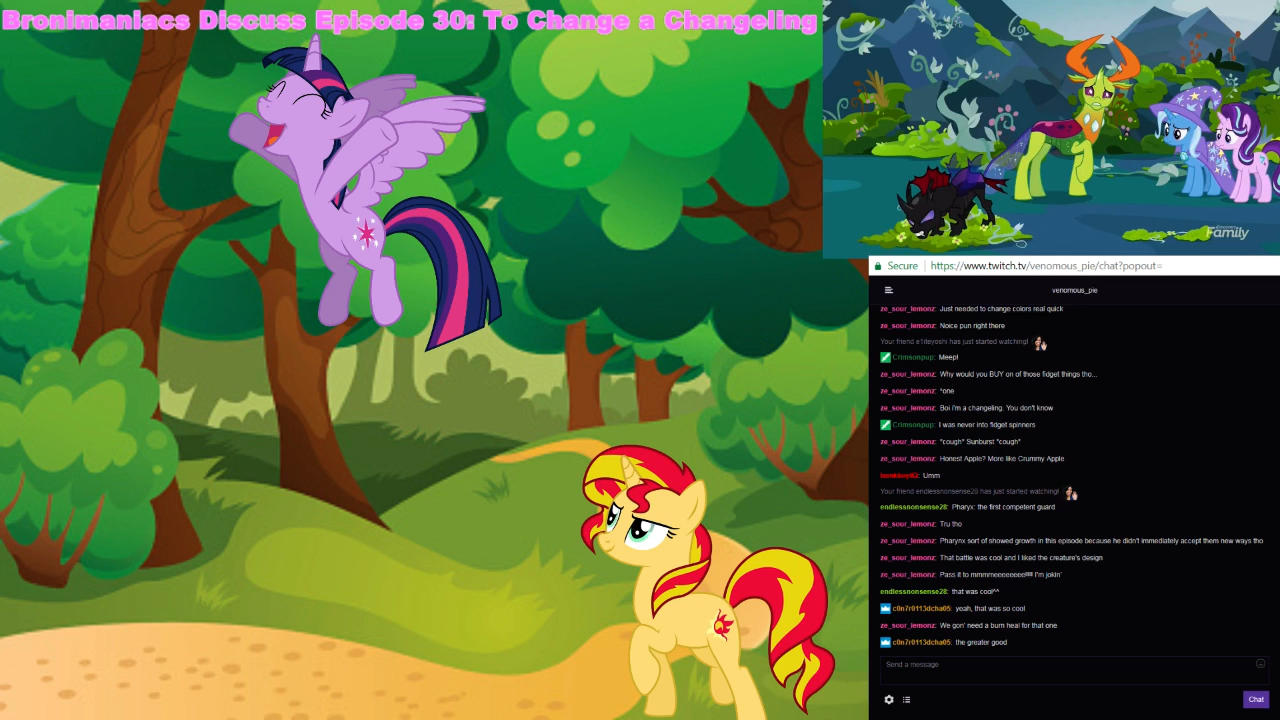 Bronimaniacs Discuss Episode 30: To Change a Changeling
Family
Secure | https://www.twitch.tv/venomous_pie/chat?popout=
venomous_pie
ze_sour_lemonz: Just needed to change colors real quick
ze_sour_lemonz: Noice pun right there
Your friend e1iteyoshi has just started watching!
Crimsonpup: Meep!
ze_sour_lemonz: Why would you BUY on of those fidget things tho...
ze_sour_lemonz: *one
ze_sour_lemonz: Boi I'm a changeling. You don't know
Crimsonpup: I was never into fidget spinners
ze_sour_lemonz: *cough* Sunburst *cough*
ze_sour_lemonz: Honest Apple? More like Crummy Apple
Umm
Your friend endlessnonsense28 has just started watching!
endlessnonsense28: Pharyx: the first competent guard
ze_sour_lemonz: Tru tho
ze_sour_lemonz: Pharynx sort of showed growth in this episode because he didn't immediately accept them new ways tho
ze_sour_lemonz: That battle was cool and I liked the creature's design
ze_sour_lemonz: Pass it to I'm jokin'
endlessnonsense28: that was cool^^
c0n7r0113dcha05: yeah, that was so cool
ze_sour_lemonz: We gon' need a burn heal for that one
c0n7r0113dcha05: the greater good
Send a message
Chat